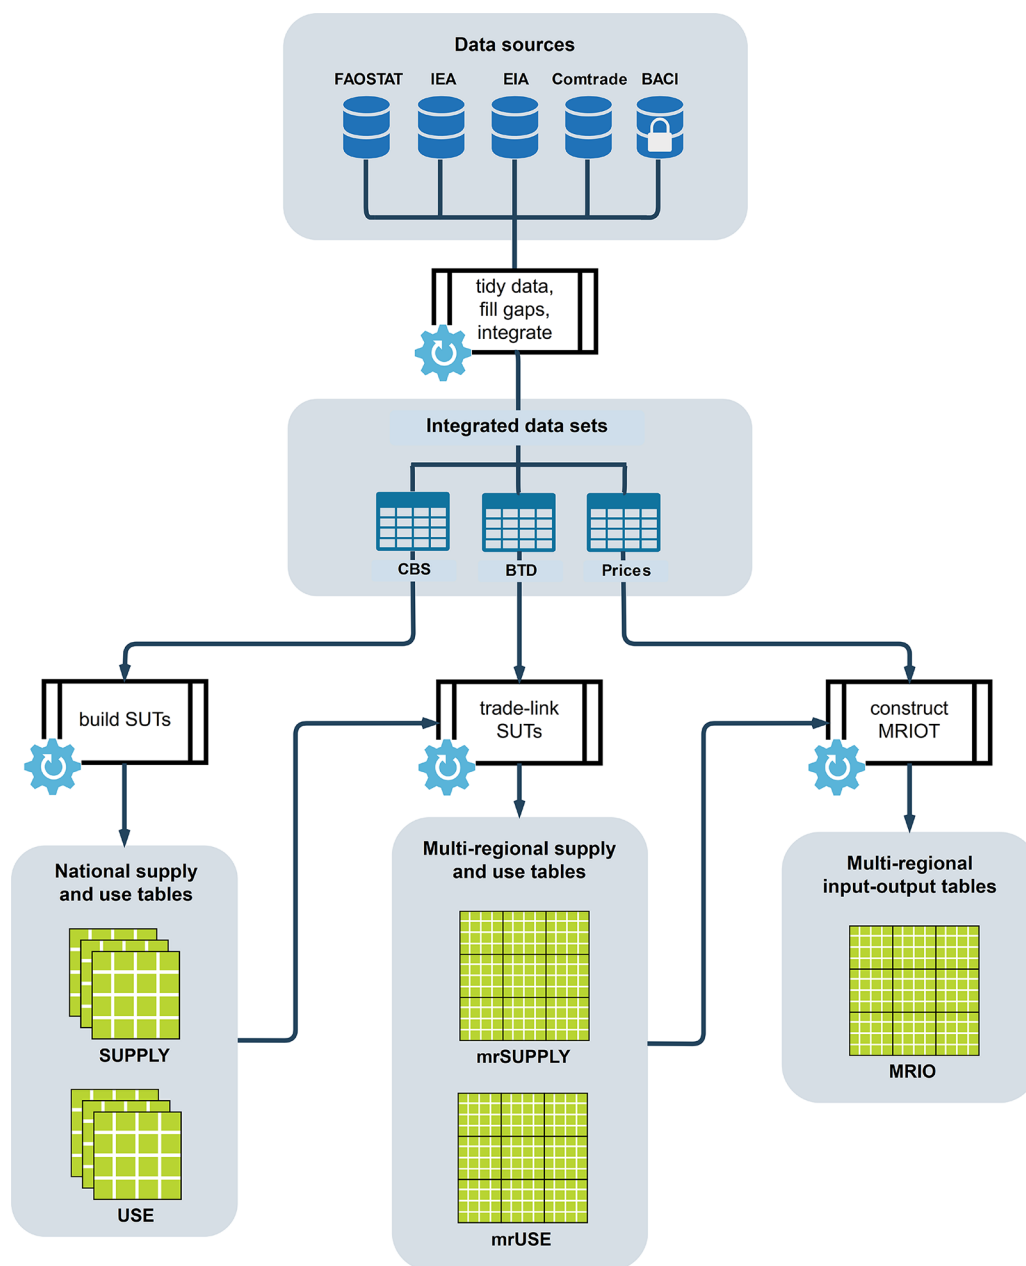 Data sources
FAOSTAT IEA EIA Comtrade BACI
tidy data,
fill gaps,
integrate
Integrated data sets
CBS BTD Prices
build SUTs
trade-link
SUTs
construct
MRIOT
National supply
and use tables
SUPPLY
USE
Multi-regional supply
and use tables
mrSUPPLY
mrUSE
Multi-regional
input-output tables
MRIO